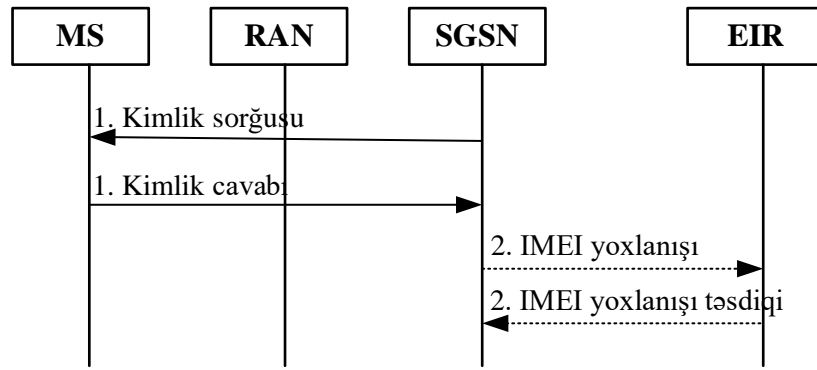 MS
RAN
SGSN
EIR
1. Kimlik sorğusu
1. Kimlik cavabı
2. IMEI yoxlanışı
2. IMEI yoxlanışı təsdiqi